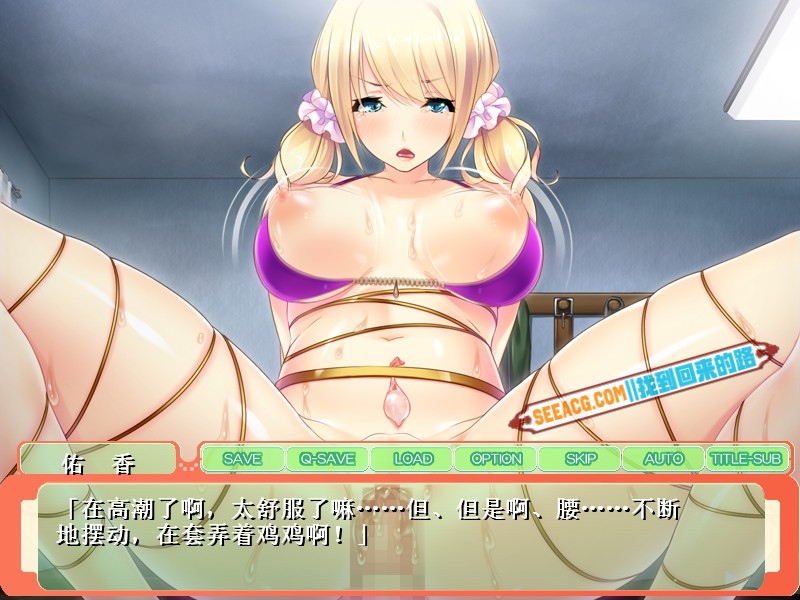 SEEACG.COM||找到回来的路
佑 香
SAVE Q-SAVE LOAD OPTION SKIP AUTO TITLE-SUB
「在高潮了啊，太舒服了嘛……但、但是啊、腰……不断
地摆动，在套弄着鸡鸡啊！」